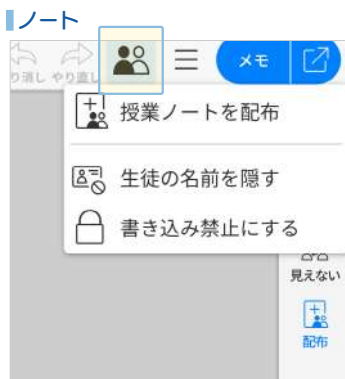 ノート
り消し やり直し
メモ
授業ノートを配布
生徒の名前を隠す
書き込み禁止にする
見えない
配布